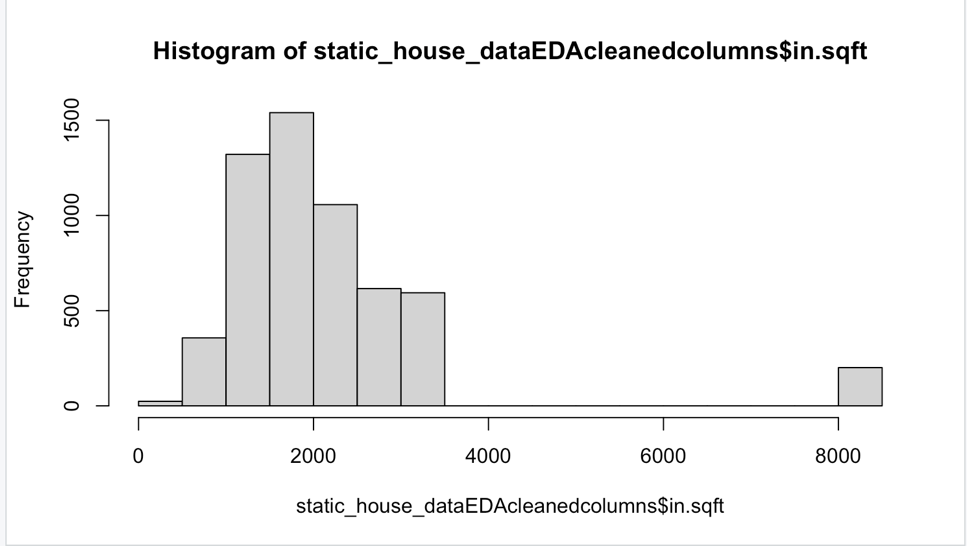 Histogram of static_house_dataEDAcleanedcolumns$in.sqft
Frequency
1500
1000
500
0
0 2000 4000 6000 8000
static_house_dataEDAcleanedcolumns$in.sqft